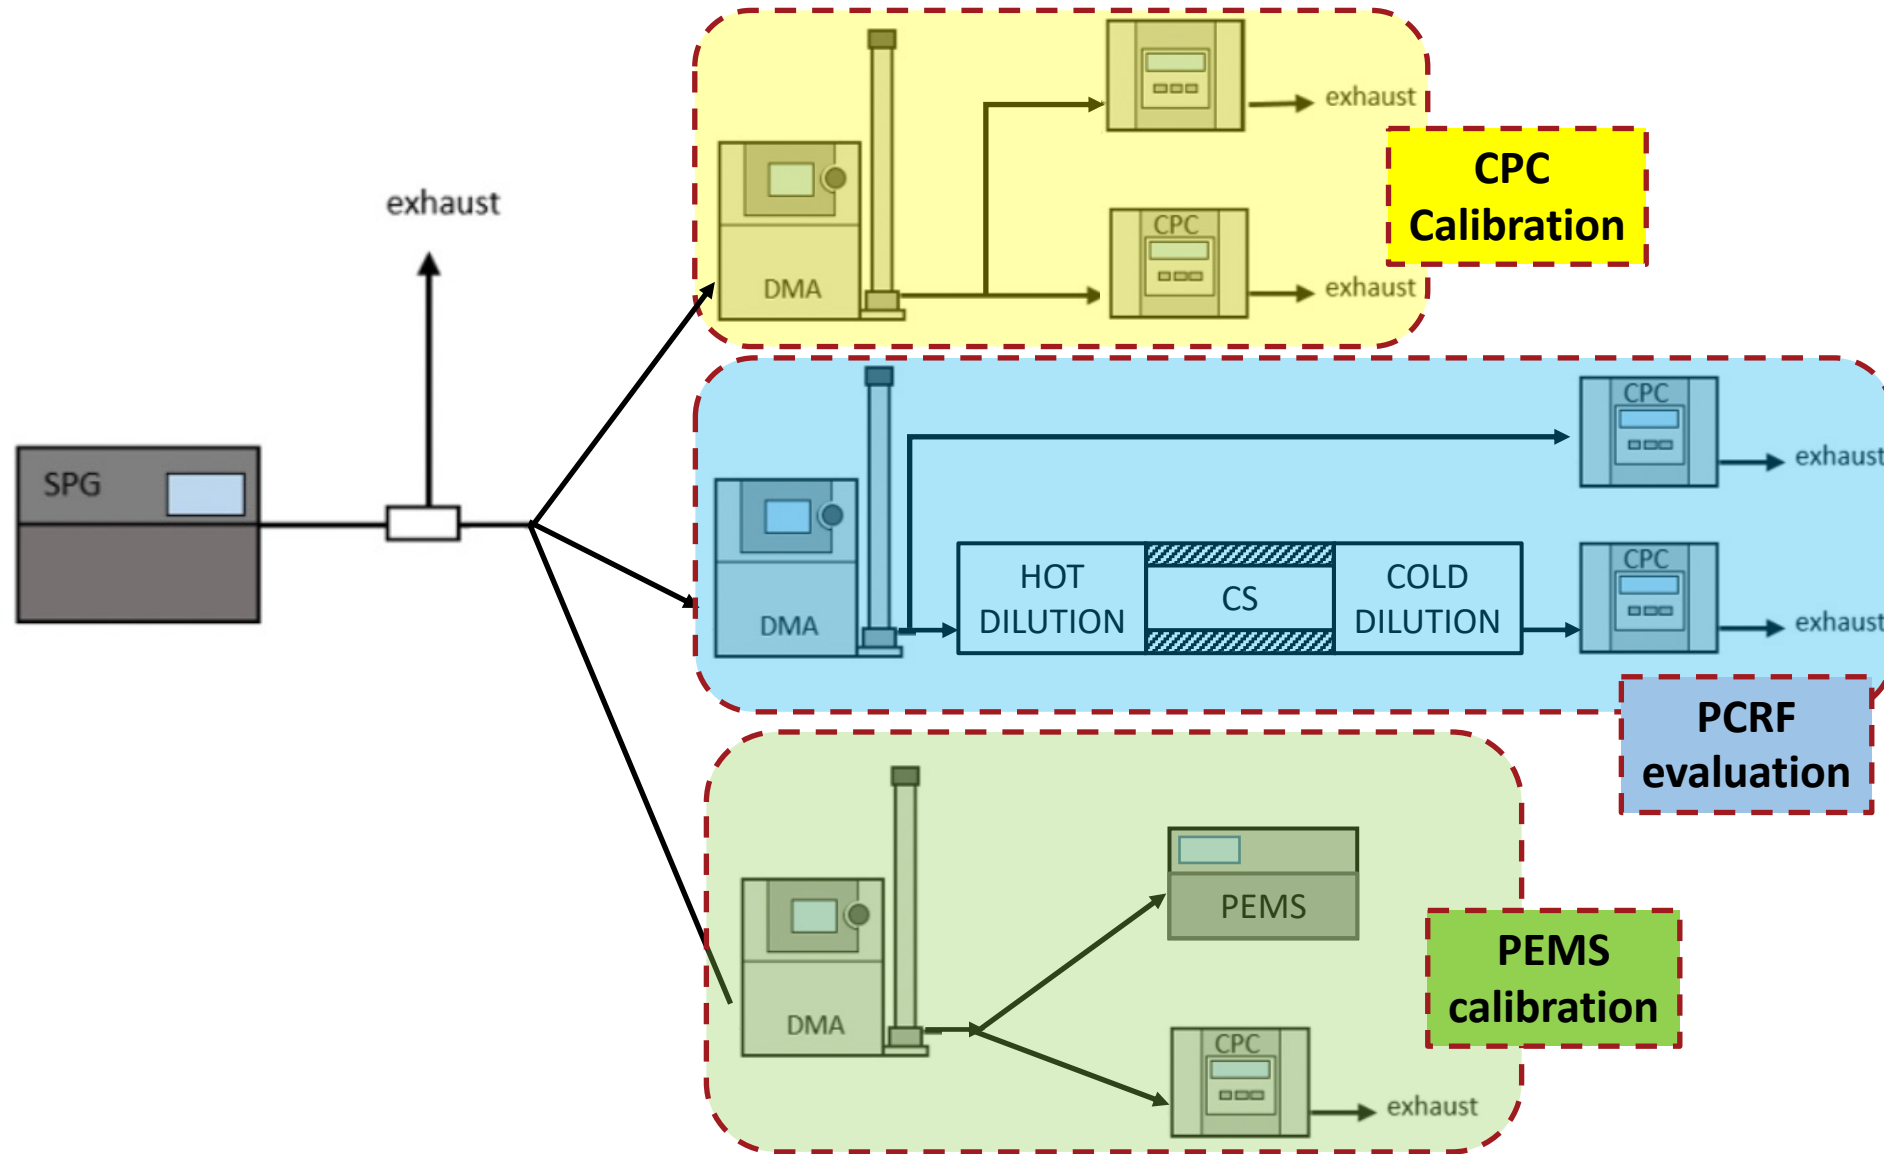 SPG
exhaust
DMA
exhaust
CPC
exhaust
CPC
Calibration
DMA
CPC
exhaust
HOT
DILUTION
CS
COLD
DILUTION
CPC
exhaust
PCRF
evaluation
DMA
PEMS
CPC
exhaust
PEMS
calibration